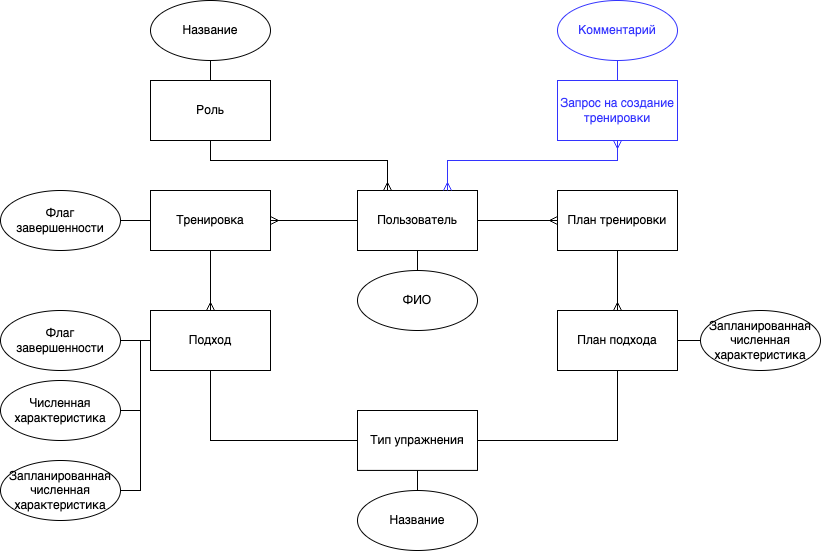 Название
Комментарий
Роль
Запрос на создание
тренировки
Флаг
завершенности
Тренировка
Пользователь
План тренировки
ФИО
Флаг
завершенности
Подход
План подхода
Запланированная
численная
характеристика
Численная
характеристика
Тип упражнения
Запланированная
численная
характеристика
Название